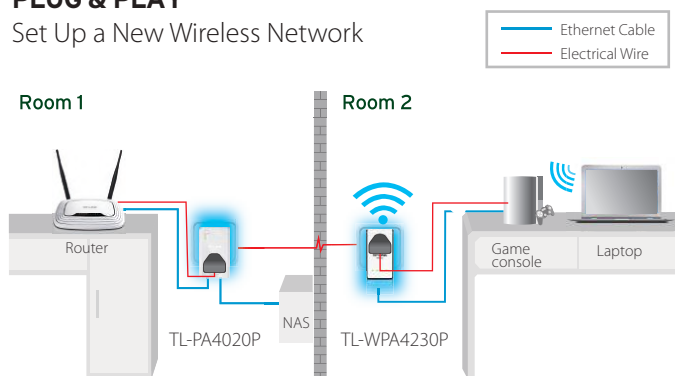 PLUG & PLAY
Set Up a New Wireless Network
Ethernet Cable
Electrical Wire
Room 1
Room 2
Router
NAS
TL-PA4020P
TL-WPA4230P
Game
console
Laptop